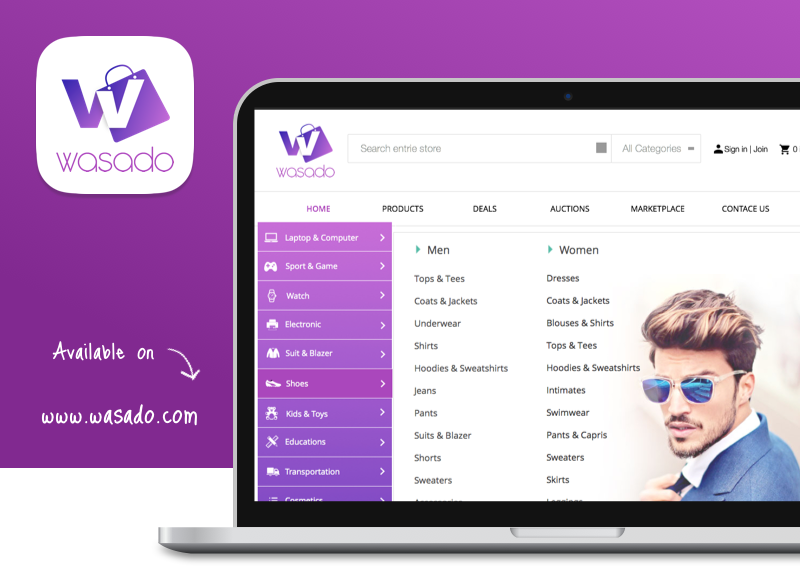 W
wasado
Available on
www.wasado.com
W
wasado
Search entrie store
All Categories
Sign in | Join
0
HOME
PRODUCTS
DEALS
AUCTIONS
MARKETPLACE
CONTACE US
Laptop & Computer
Sport & Game
Watch
Electronic
Suit & Blazer
Shoes
Kids & Toys
Educations
Transportation
Cosmetics
Men
Tops & Tees
Coats & Jackets
Underwear
Shirts
Hoodies & Sweatshirts
Jeans
Pants
Suits & Blazer
Shorts
Sweaters
Women
Dresses
Coats & Jackets
Blouses & Shirts
Tops & Tees
Hoodies & Sweatshirts
Intimates
Swimwear
Pants & Capris
Sweaters
Skirts